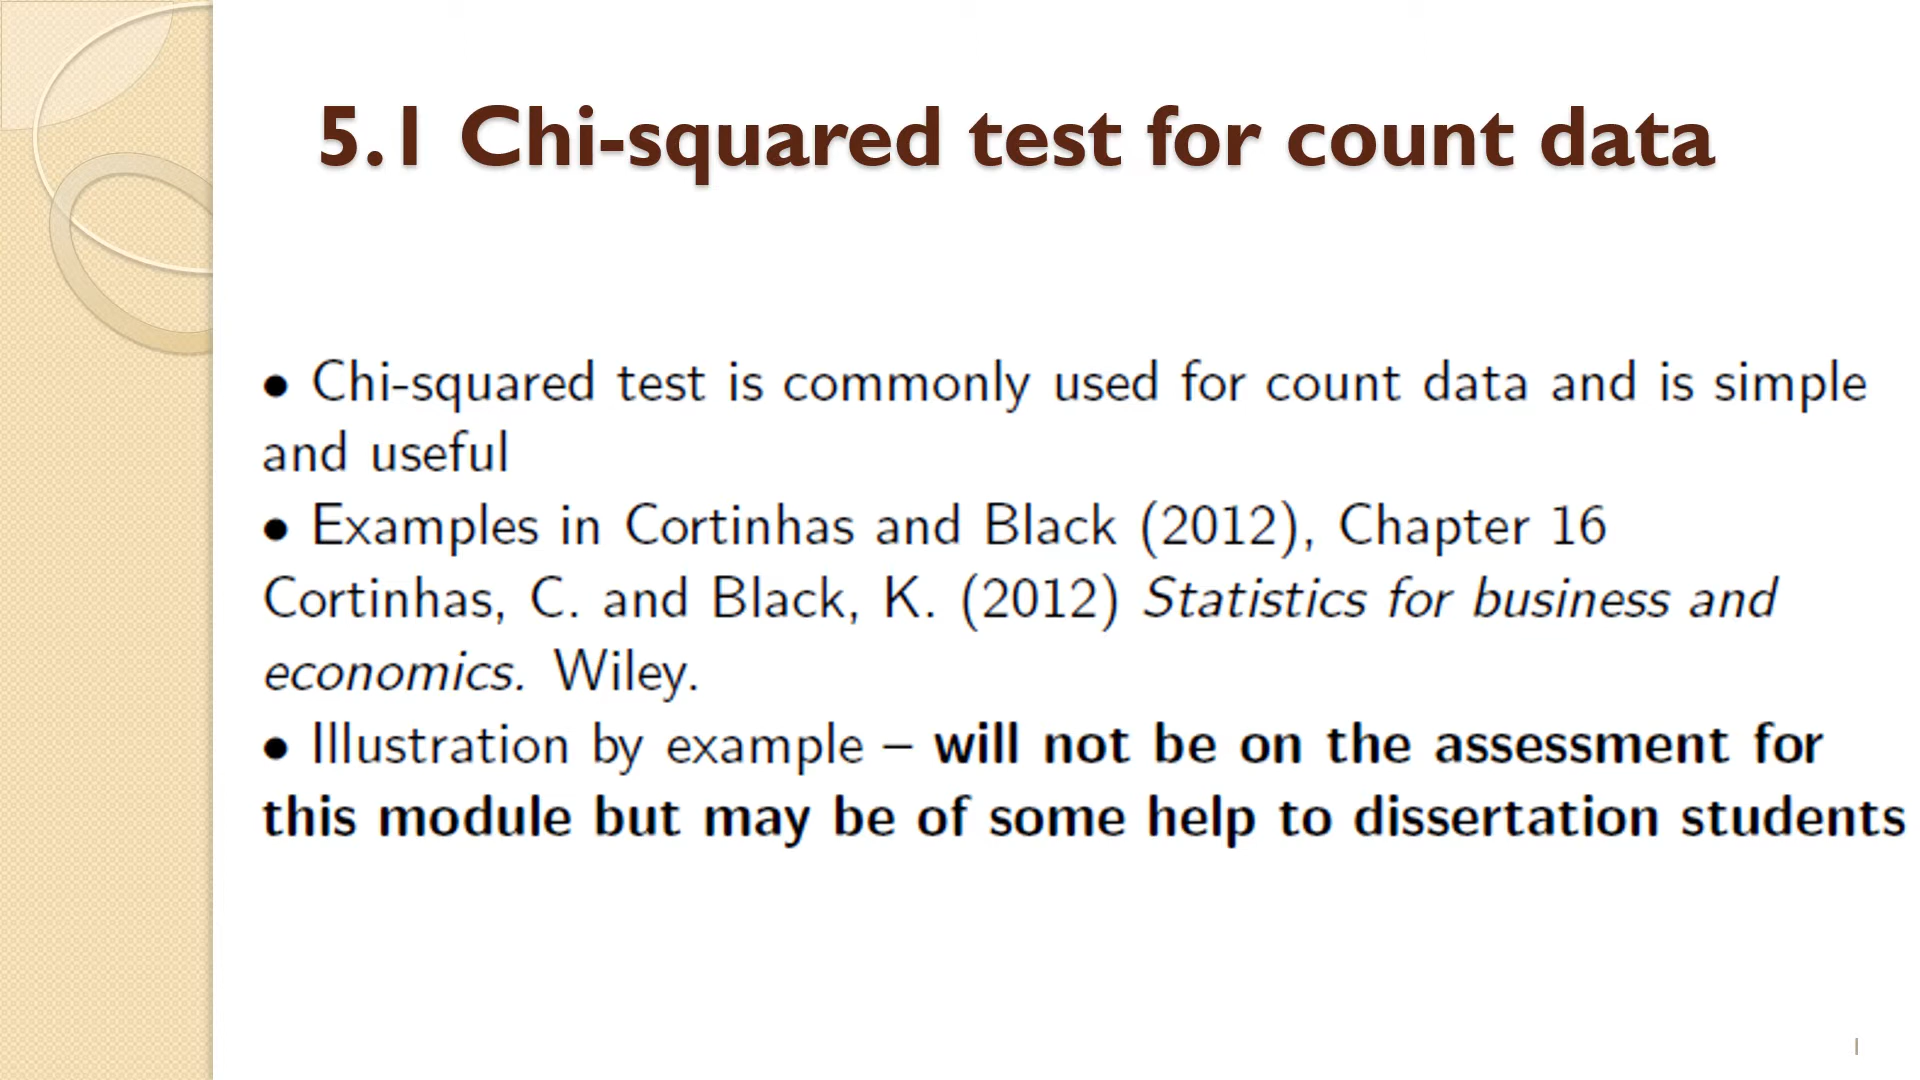 5.1 Chi-squared test for count data
• Chi-squared test is commonly used for count data and is simple
and useful
• Examples in Cortinhas and Black (2012), Chapter 16
Cortinhas, C. and Black, K. (2012) Statistics for business and
economics. Wiley.
• Illustration by example – will not be on the assessment for
this module but may be of some help to dissertation students
1